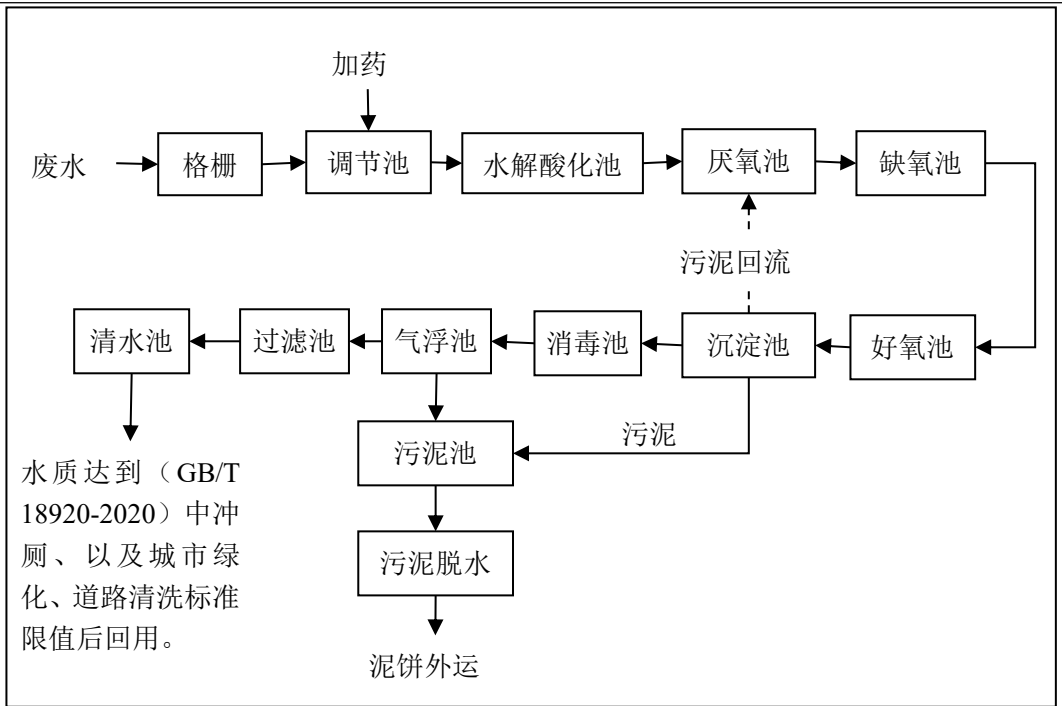 加药
废水
格栅
调节池
水解酸化池
厌氧池
缺氧池
污泥回流
清水池
过滤池
气浮池
消毒池
沉淀池
好氧池
污泥
污泥池
水质达到（GB/T
18920-2020）中冲
厕、以及城市绿
化、道路清洗标准
限值后回用。
污泥脱水
泥饼外运